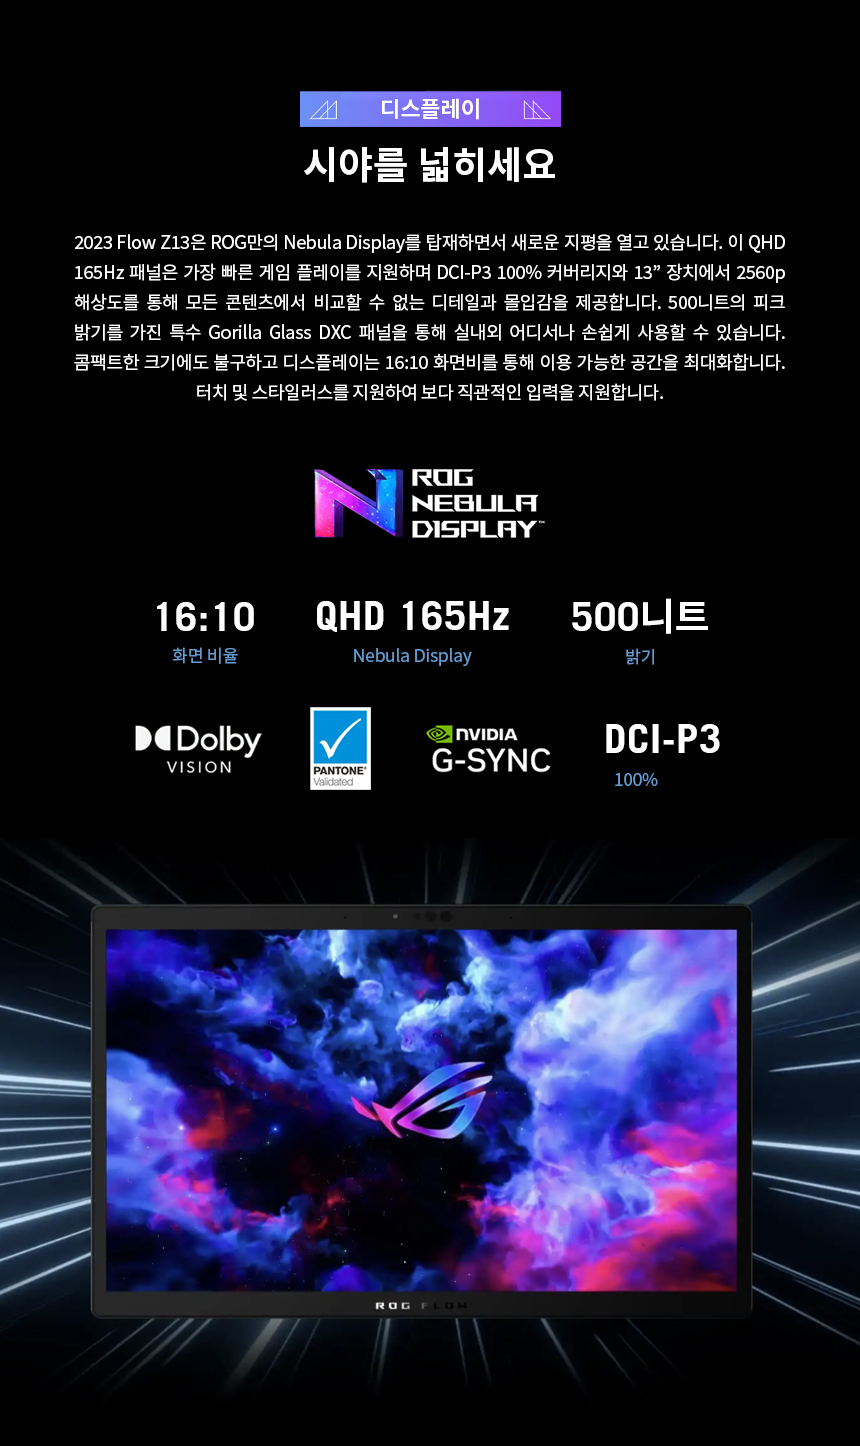 디스플레이
시야를 넓히세요
2023 Flow Z13은 ROG만의 Nebula Display를 탑재하면서 새로운 지평을 열고 있습니다. 이 QHD
165Hz 패널은 가장 빠른 게임 플레이를 지원하며 DCI-P3 100% 커버리지와 13” 장치에서 2560p
해상도를 통해 모든 콘텐츠에서 비교할 수 없는 디테일과 몰입감을 제공합니다. 500니트의 피크
밝기를 가진 특수 Gorilla Glass DXC 패널을 통해 실내외 어디서나 손쉽게 사용할 수 있습니다.
콤팩트한 크기에도 불구하고 디스플레이는 16:10 화면비를 통해 이용 가능한 공간을 최대화합니다.
터치 및 스타일러스를 지원하여 보다 직관적인 입력을 지원합니다.
ROG
NEBULA
DISPLAY™
16:10 QHD 165Hz 500니트
화면 비율 Nebula Display 밝기
Dolby
VISION
PANTONE®
Validated
NVIDIA
G-SYNC
DCI-P3
100%
ROG FLOW